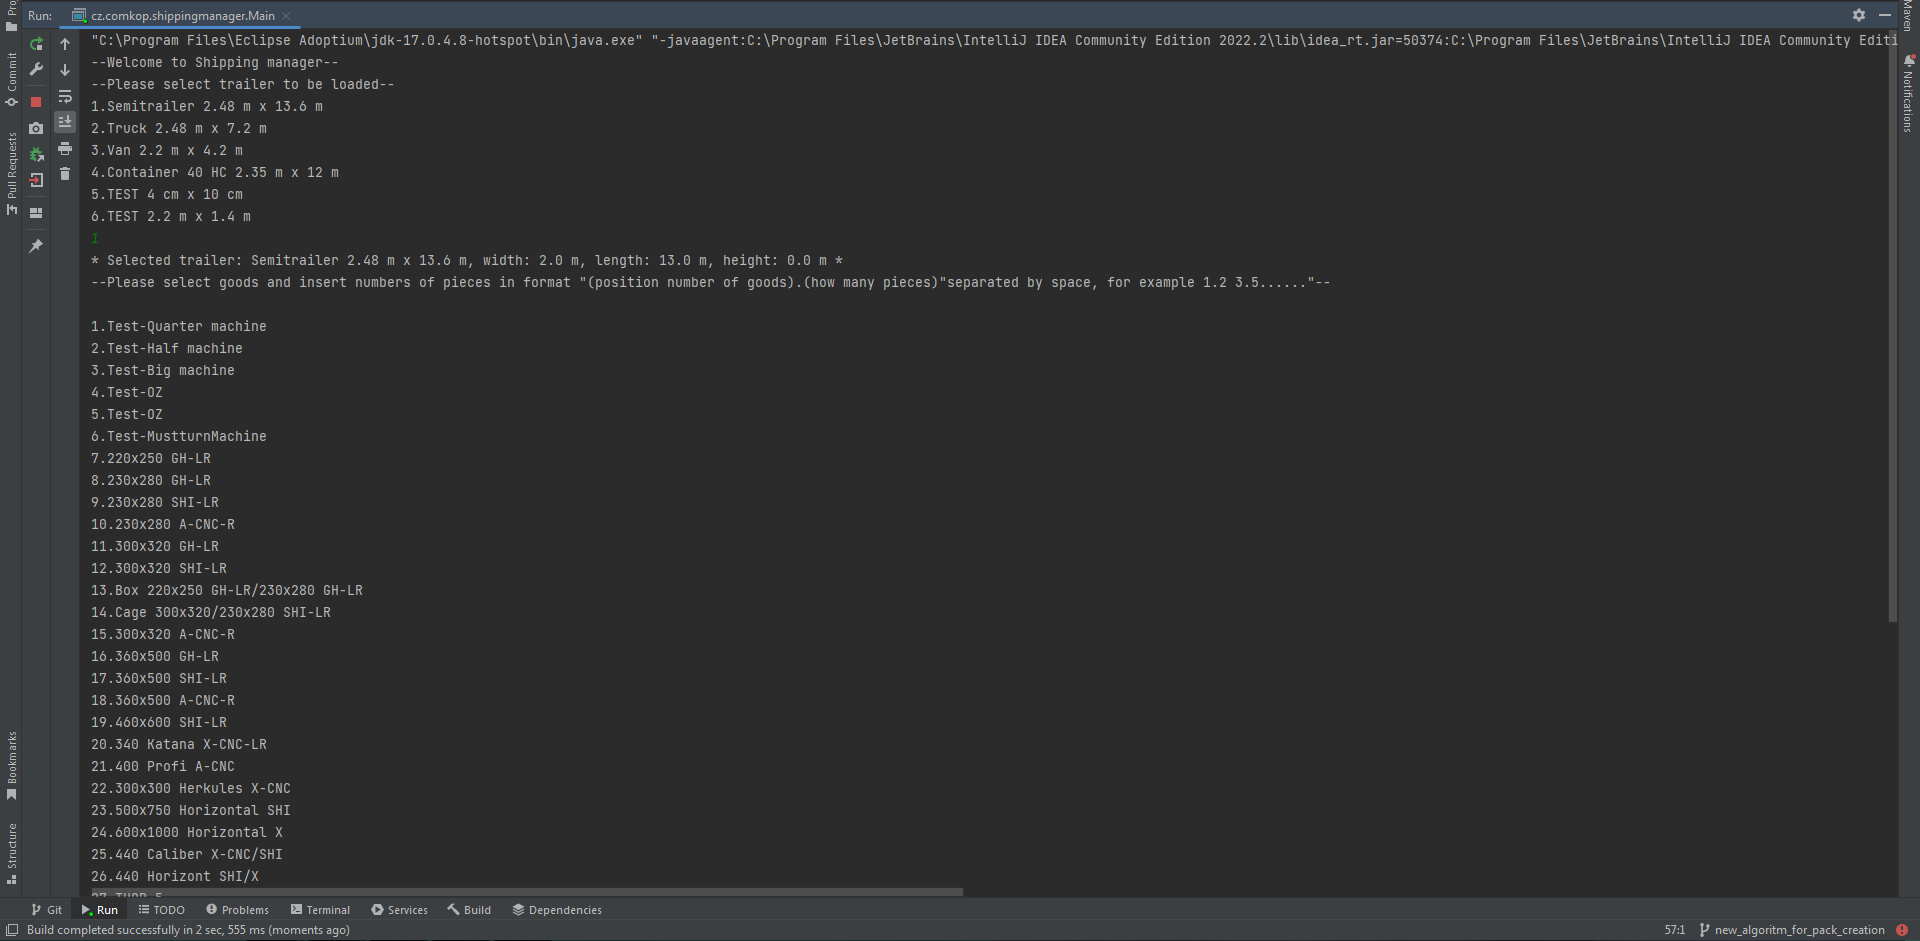 Run: cz.comkop.shippingmanager.Main
"C:\Program Files\Eclipse Adoptium\jdk-17.0.4.8-hotspot\bin\java.exe" "-javaagent:C:\Program Files\JetBrains\IntelliJ IDEA Community Edition 2022.2\lib\idea_rt.jar=50374:C:\Program Files\JetBrains\IntelliJ IDEA Community Editi
--Welcome to Shipping manager--
--Please select trailer to be loaded--
1.Semitrailer 2.48 m x 13.6 m
2.Truck 2.48 m x 7.2 m
3.Van 2.2 m x 4.2 m
4.Container 40 HC 2.35 m x 12 m
5.TEST 4 cm x 10 cm
6.TEST 2.2 m x 1.4 m
1
* Selected trailer: Semitrailer 2.48 m x 13.6 m, width: 2.0 m, length: 13.0 m, height: 0.0 m *
--Please select goods and insert numbers of pieces in format "(position number of goods).(how many pieces)"separated by space, for example 1.2 3.5......"--
1.Test-Quarter machine
2.Test-Half machine
3.Test-Big machine
4.Test-OZ
5.Test-OZ
6.Test-MustturnMachine
7.220x250 GH-LR
8.230x280 GH-LR
9.230x280 SHI-LR
10.230x280 A-CNC-R
11.300x320 GH-LR
12.300x320 SHI-LR
13.Box 220x250 GH-LR/230x280 GH-LR
14.Cage 300x320/230x280 SHI-LR
15.300x320 A-CNC-R
16.360x500 GH-LR
17.360x500 SHI-LR
18.360x500 A-CNC-R
19.460x600 SHI-LR
20.340 Katana X-CNC-LR
21.400 Profi A-CNC
22.300x300 Herkules X-CNC
23.500x750 Horizontal SHI
24.600x1000 Horizontal X
25.440 Caliber X-CNC/SHI
26.440 Horizont SHI/X
Commit
Pull Requests
Bookmarks
Structure
Maven
Notifications
Git Run TODO Problems Terminal Services Build Dependencies
Build completed successfully in 2 sec, 555 ms (moments ago)
57:1 new_algoritm_for_pack_creation